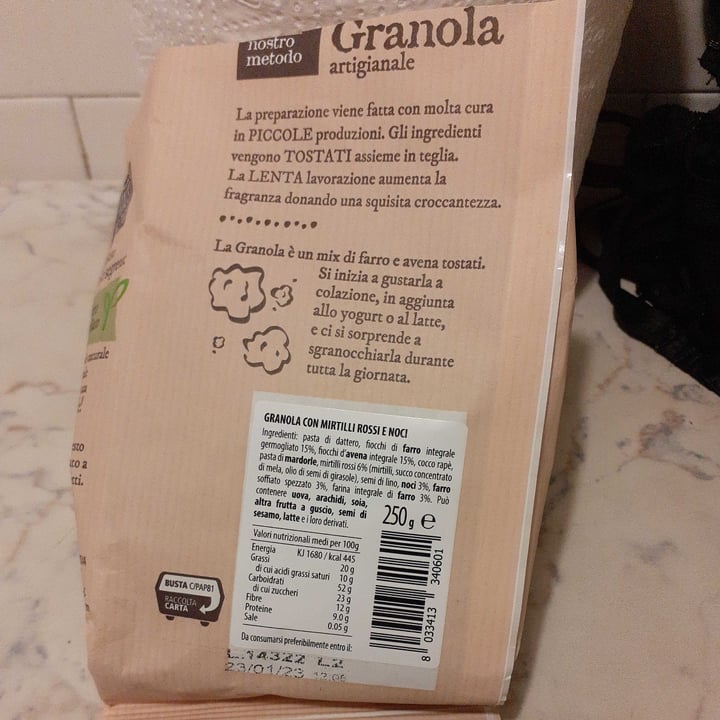 nostro
metodo
Granola
artigianale
La preparazione viene fatta con molta cura
in PICCOLE produzioni. Gli ingredienti
vengono TOSTATI assieme in teglia.
La LENTA lavorazione aumenta la
fragranza donando una squisita croccantezza.
La Granola è un mix di farro e avena tostati.
Si inizia a gustarla a
colazione, in aggiunta
allo yogurt o al latte,
e ci si sorprende a
sgranocchiarla durante
tutta la giornata.
GRANOLA CON MIRTILLI ROSSI E NOCI
Ingredienti: pasta di dattero, fiocchi di farro integrale
germogliato 15%, fiocchi d'avena integrale 15%, cocco rapè,
pasta di mardorle, mirtilli rossi 6% (mirtilli, succo concentrato
di mela, olio di semi di girasole), semi di lino, noci 3%, farro
soffiato spezzato 3%, farina integrale di farro 3%. Può
contenere uova, arachidi, soia,
altra frutta a guscio, semi di
sesamo, latte e i loro derivati.
250g e
Valori nutrizionali medi per 100g
Energia KJ 1680 / kcal 445
Grassi 20 g
di cui acidi grassi saturi 10 g
Carboidrati 52 g
di cui zuccheri 23 g
Fibre 12 g
Proteine 9.0 g
Sale 0.05 g
Da consumarsi preferibilmente entro il:
L.14322 L2
23/01/23 12:06
8 033413 340601
BUSTA C/PAP81
RACCOLTA
CARTA